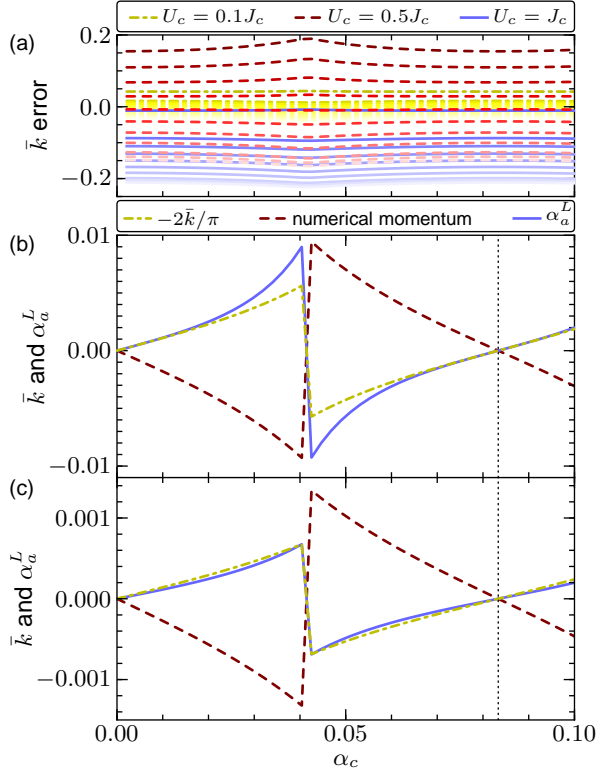 U_c = 0.1J_c U_c = 0.5J_c U_c = J_c
(a)
0.2
0.0
−0.2
k̄ error
−2k̄/π numerical momentum α_a^L
(b)
0.01
0.00
−0.01
k̄ and α_a^L
(c)
0.001
0.000
−0.001
k̄ and α_a^L
0.00 0.05 0.10
α_c